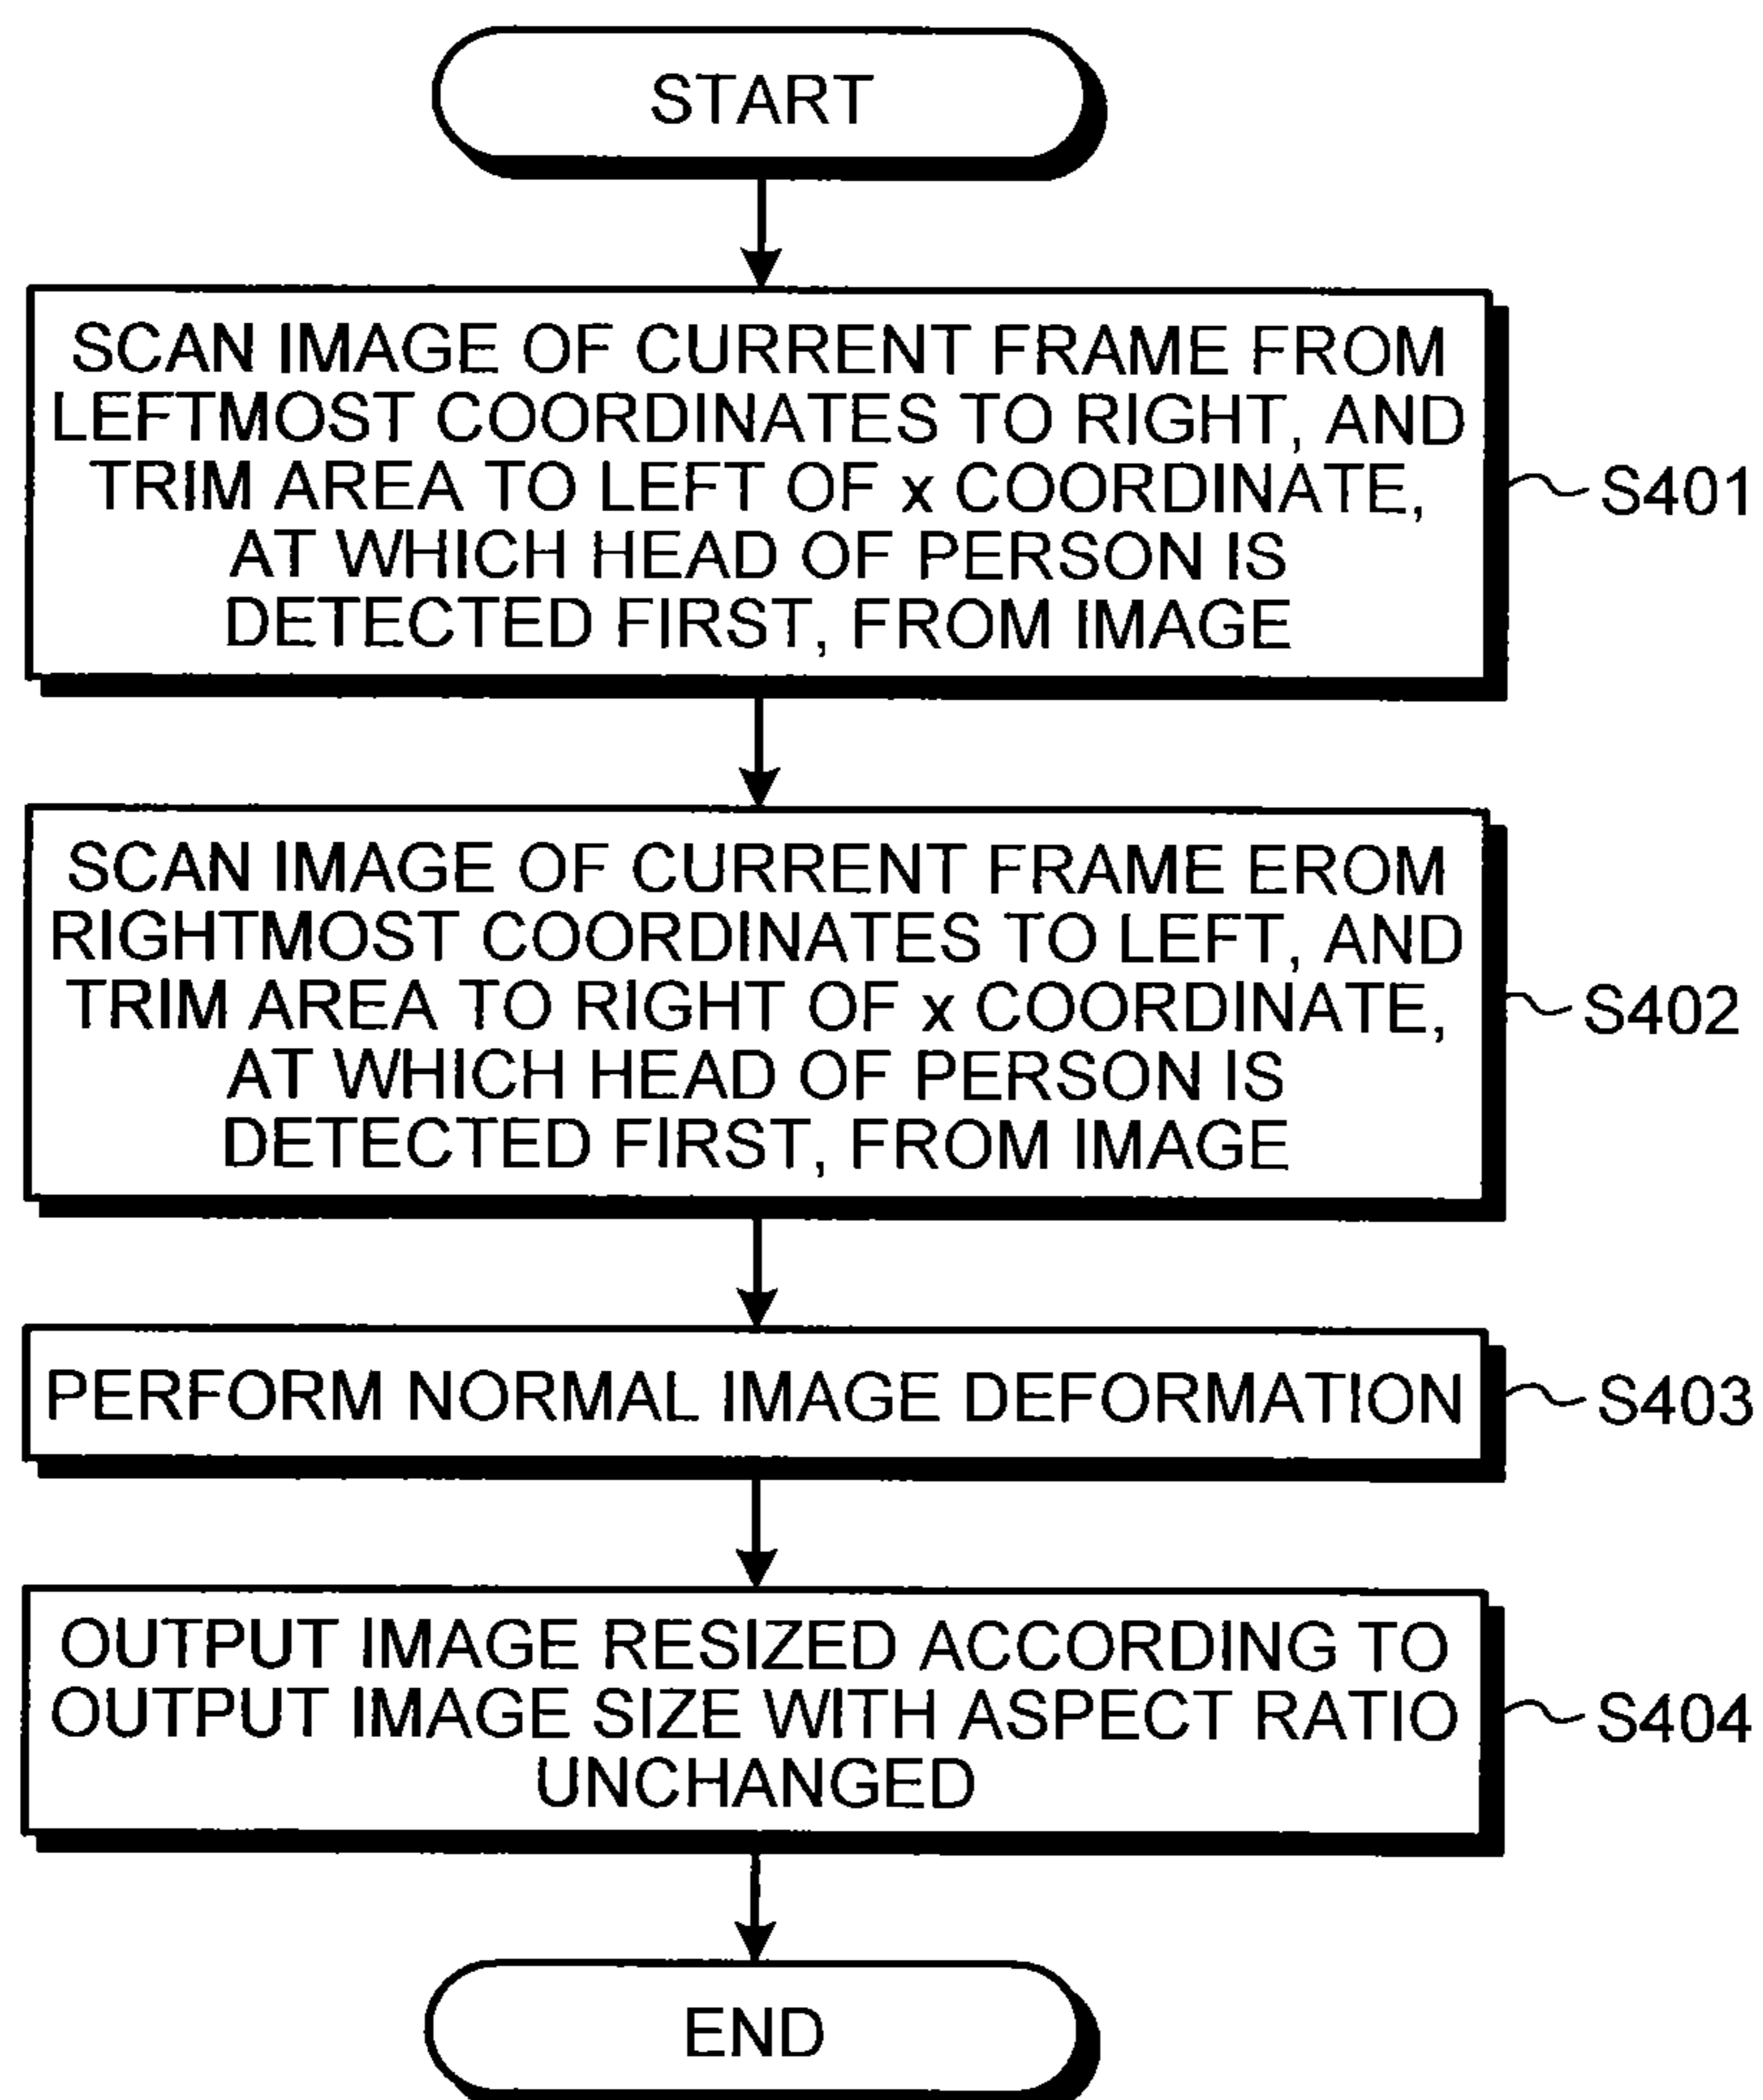 START
SCAN IMAGE OF CURRENT FRAME FROM
LEFTMOST COORDINATES TO RIGHT, AND
TRIM AREA TO LEFT OF x COORDINATE,
AT WHICH HEAD OF PERSON IS
DETECTED FIRST, FROM IMAGE
S401
SCAN IMAGE OF CURRENT FRAME EROM
RIGHTMOST COORDINATES TO LEFT, AND
TRIM AREA TO RIGHT OF x COORDINATE,
AT WHICH HEAD OF PERSON IS
DETECTED FIRST, FROM IMAGE
S402
PERFORM NORMAL IMAGE DEFORMATION
S403
OUTPUT IMAGE RESIZED ACCORDING TO
OUTPUT IMAGE SIZE WITH ASPECT RATIO
UNCHANGED
S404
END